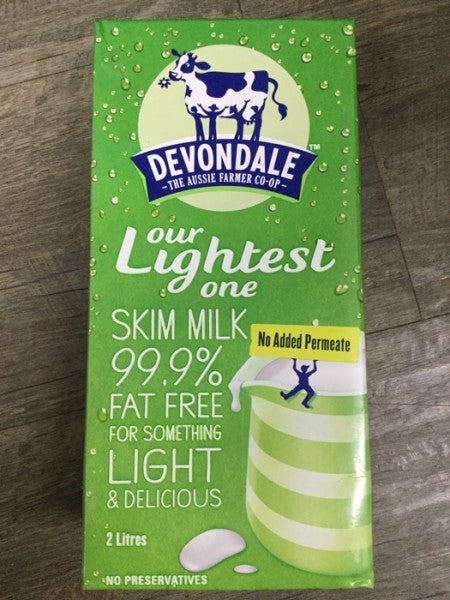 DEVONDALE™
-THE AUSSIE FARMER CO-OP-
our
Lightest
one
SKIM MILK
No Added Permeate
99.9%
FAT FREE
FOR SOMETHING
LIGHT
& DELICIOUS
2 Litres
NO PRESERVATIVES